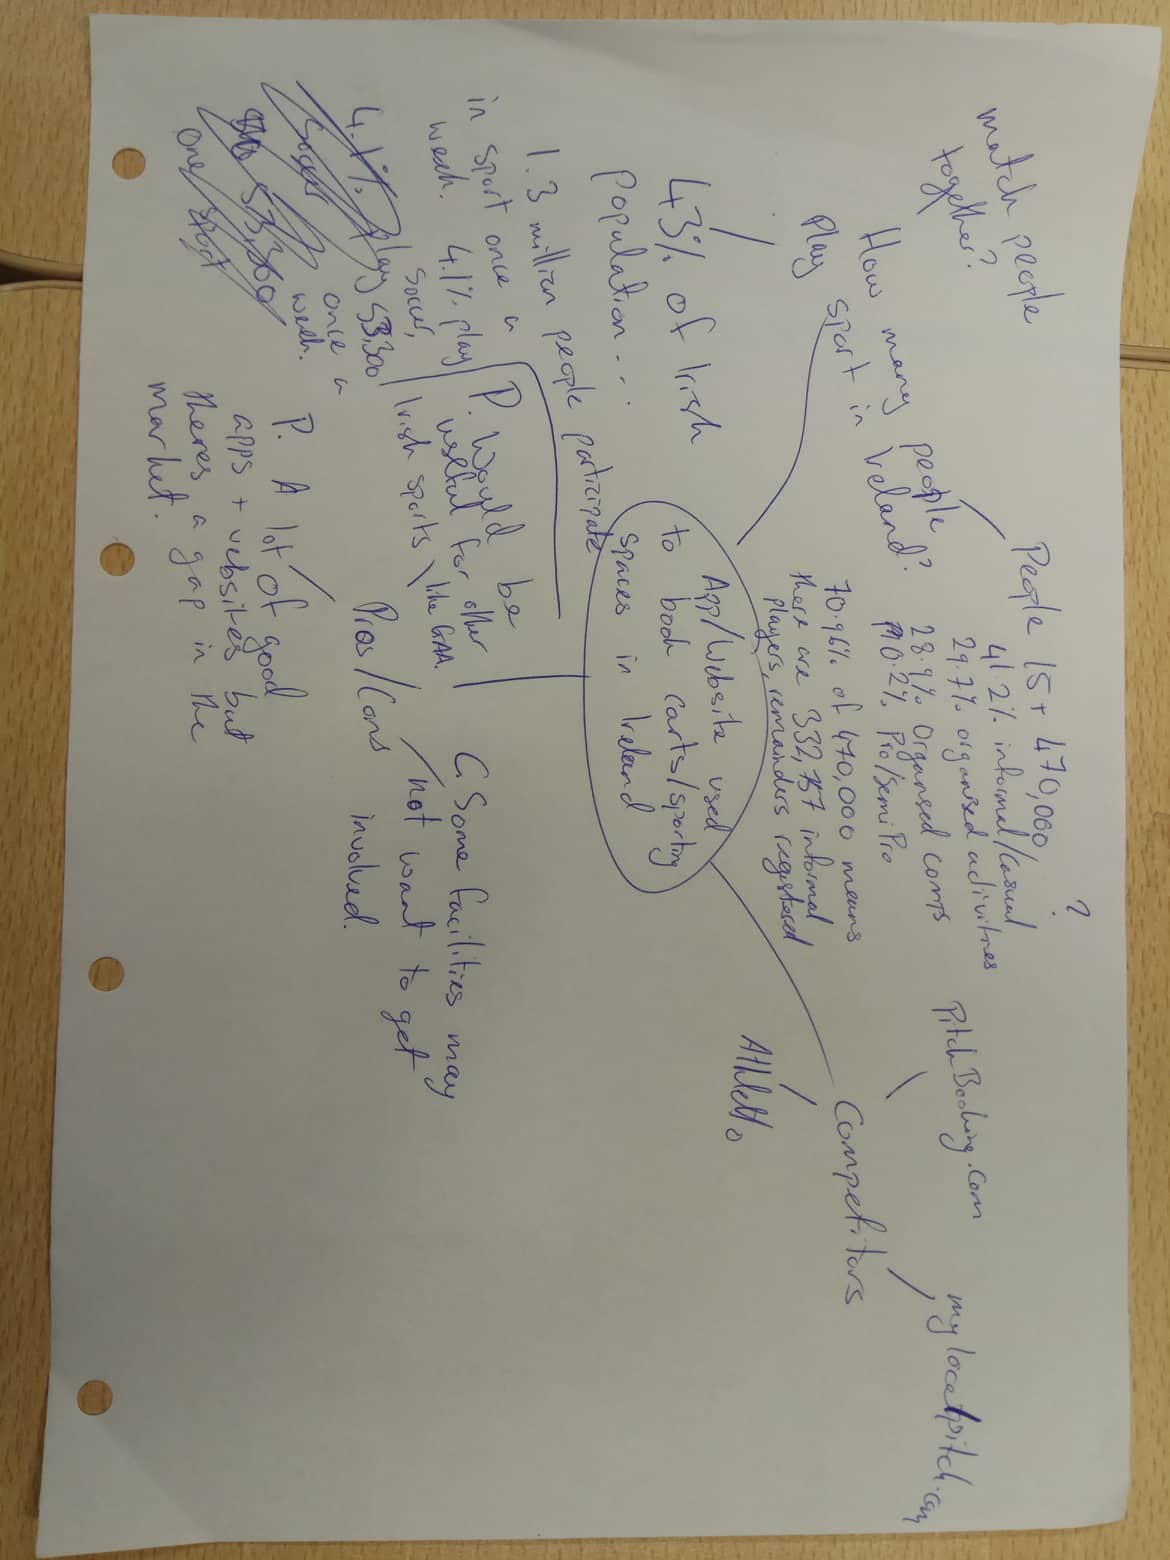 match people
together?
How many people
Play sport in Ireland?
People 15+ 470,000 ?
41.2% informal/Casual
29.7% organised activities
28.9% Organsed comps
0.2% Pro/Semi Pro
70.96% of 470,000 means
there are 332,757 informal
players, remainders registered
PitchBooking.com
mylocalpitch.com
Competitors
Athletto
App/Website used
to book carts/sporting
spaces in Ireland
43% of Irish
population...
1.3 million people participate
in sport once a
week. 4.1% play
soccer,
53,300
once a
week.
4.1% play
Soccer
53,300
one sport
P. Would be
useful for other
Irish sports like GAA.
Pros/Cons
C. Some facilities may
not want to get
involved.
P. A lot of good
apps + websites but
theres a gap in the
market.